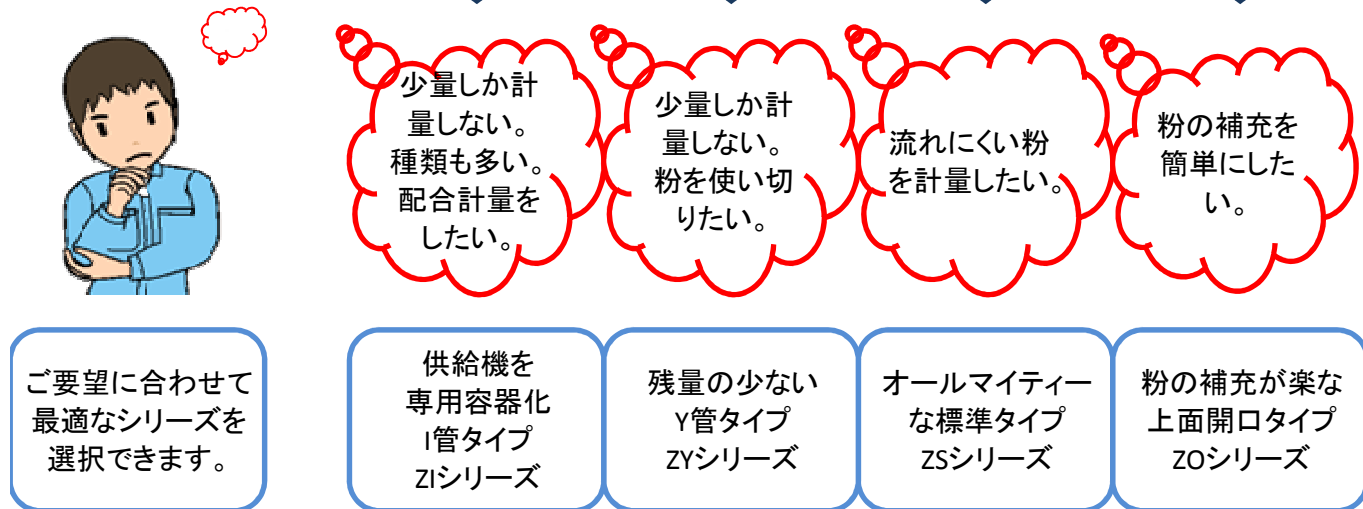 少量しか計
量しない。
種類も多い。
配合計量を
したい。
少量しか計
量しない。
粉を使い切
りたい。
流れにくい粉
を計量したい。
粉の補充を
簡単にした
い。
ご要望に合わせて
最適なシリーズを
選択できます。
供給機を
専用容器化
I管タイプ
ZIシリーズ
残量の少ない
Y管タイプ
ZYシリーズ
オールマイティー
な標準タイプ
ZSシリーズ
粉の補充が楽な
上面開口タイプ
ZOシリーズ